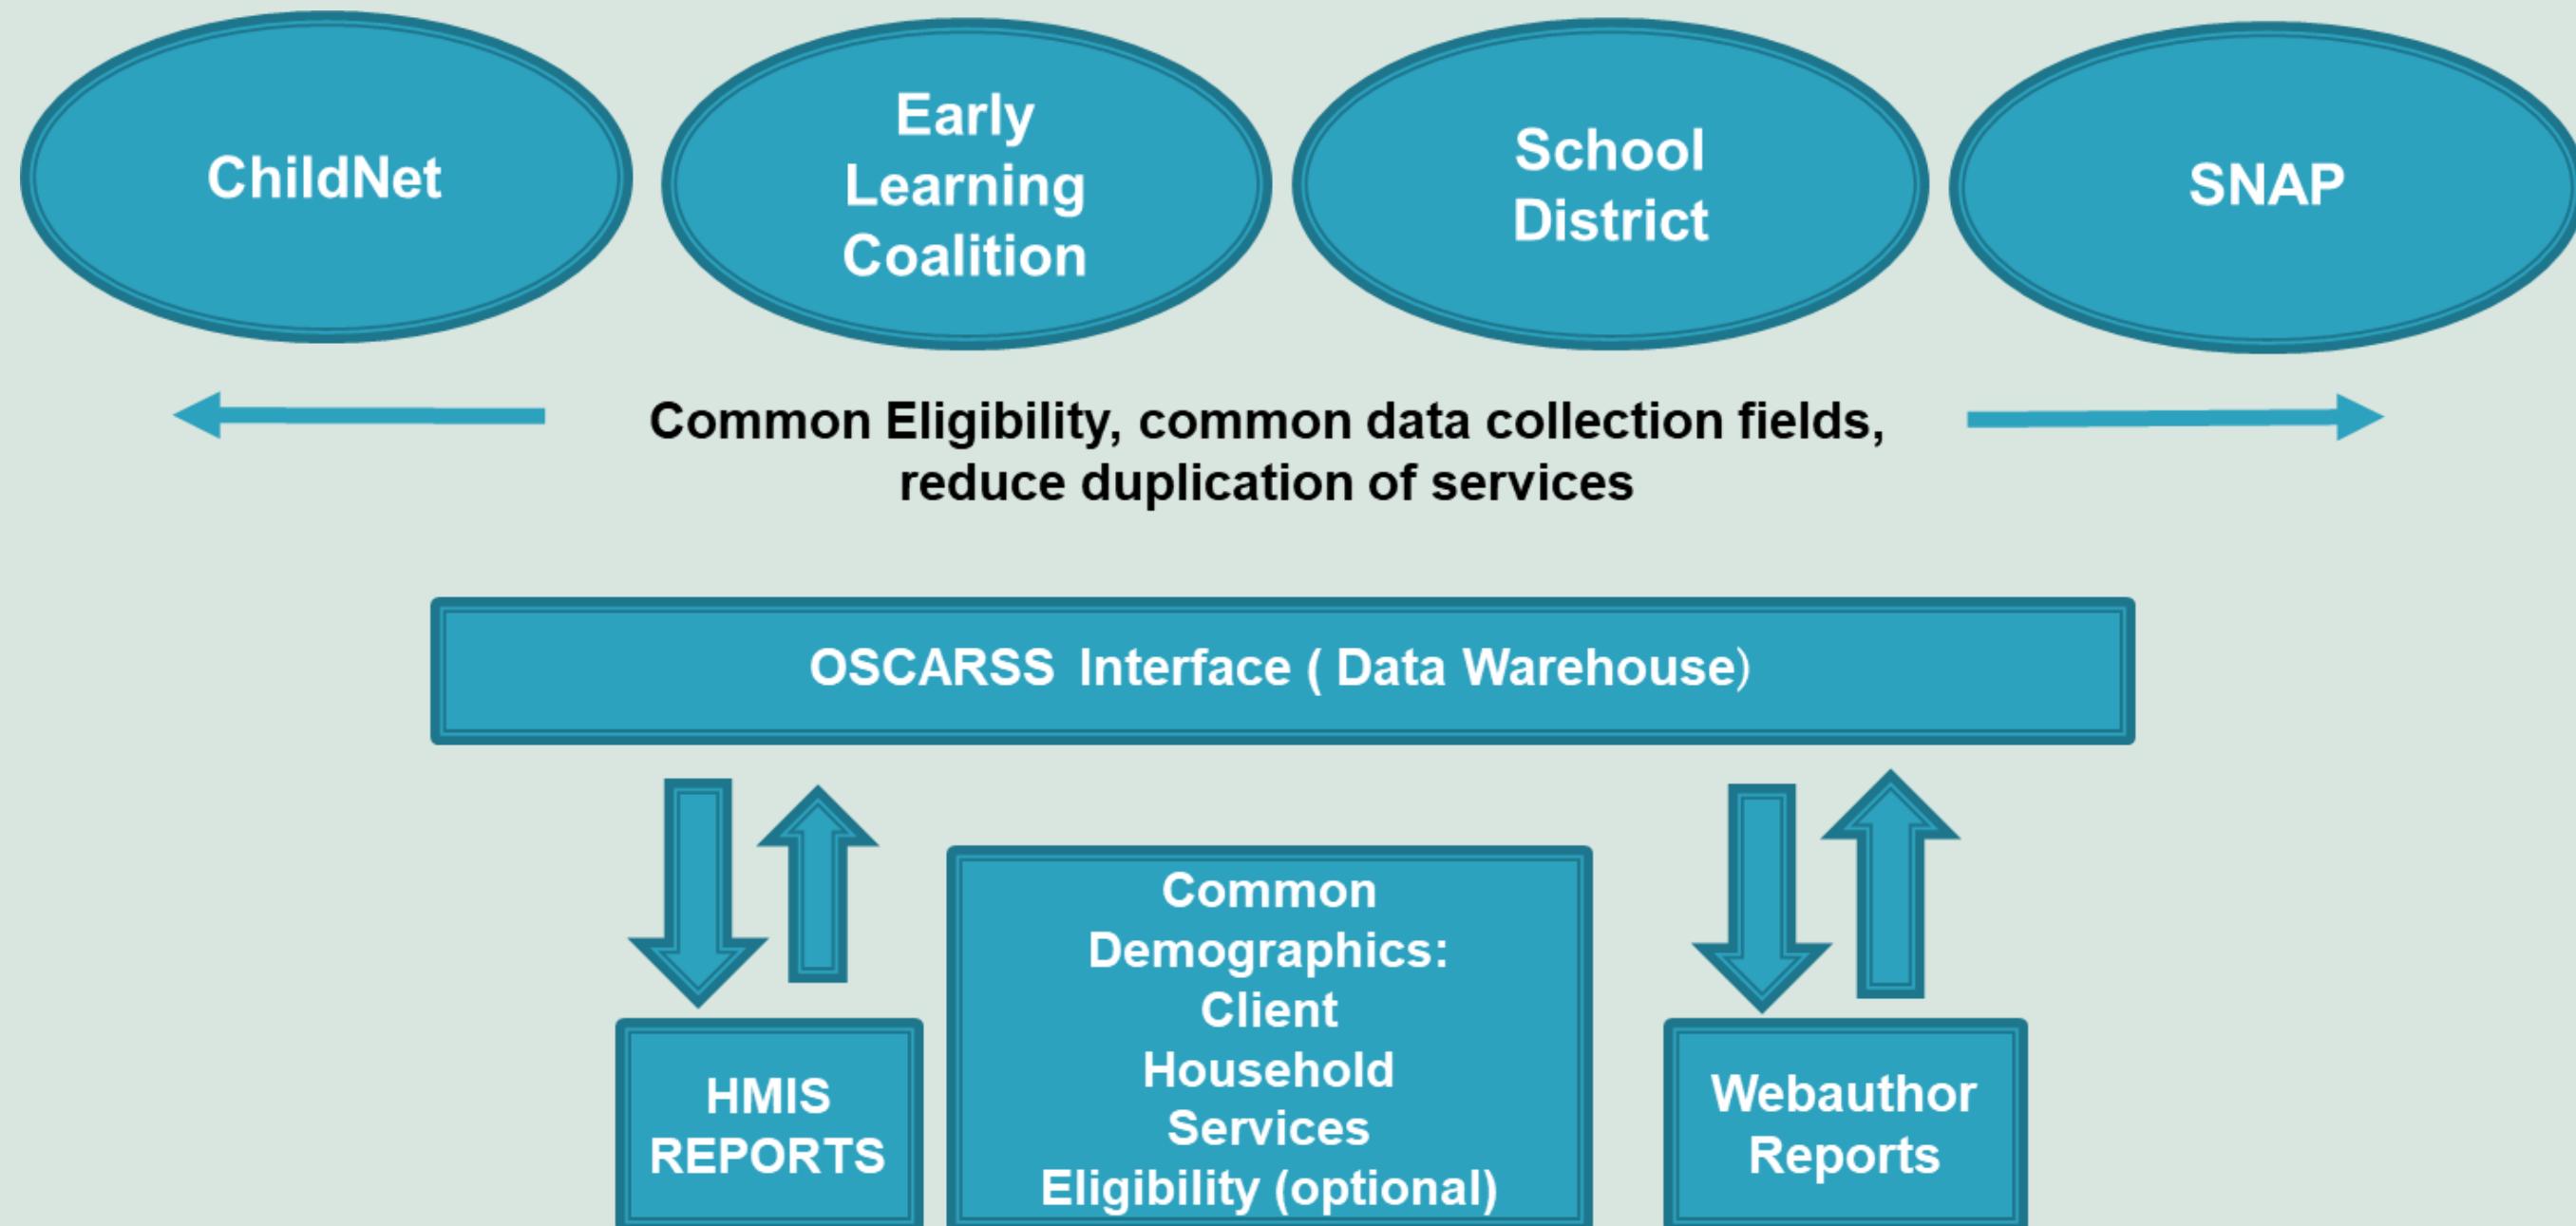 ChildNet
Early
Learning
Coalition
School
District
SNAP
Common Eligibility, common data collection fields,
reduce duplication of services
OSCARSS Interface ( Data Warehouse)
HMIS
REPORTS
Common
Demographics:
Client
Household
Services
Eligibility (optional)
Webauthor
Reports